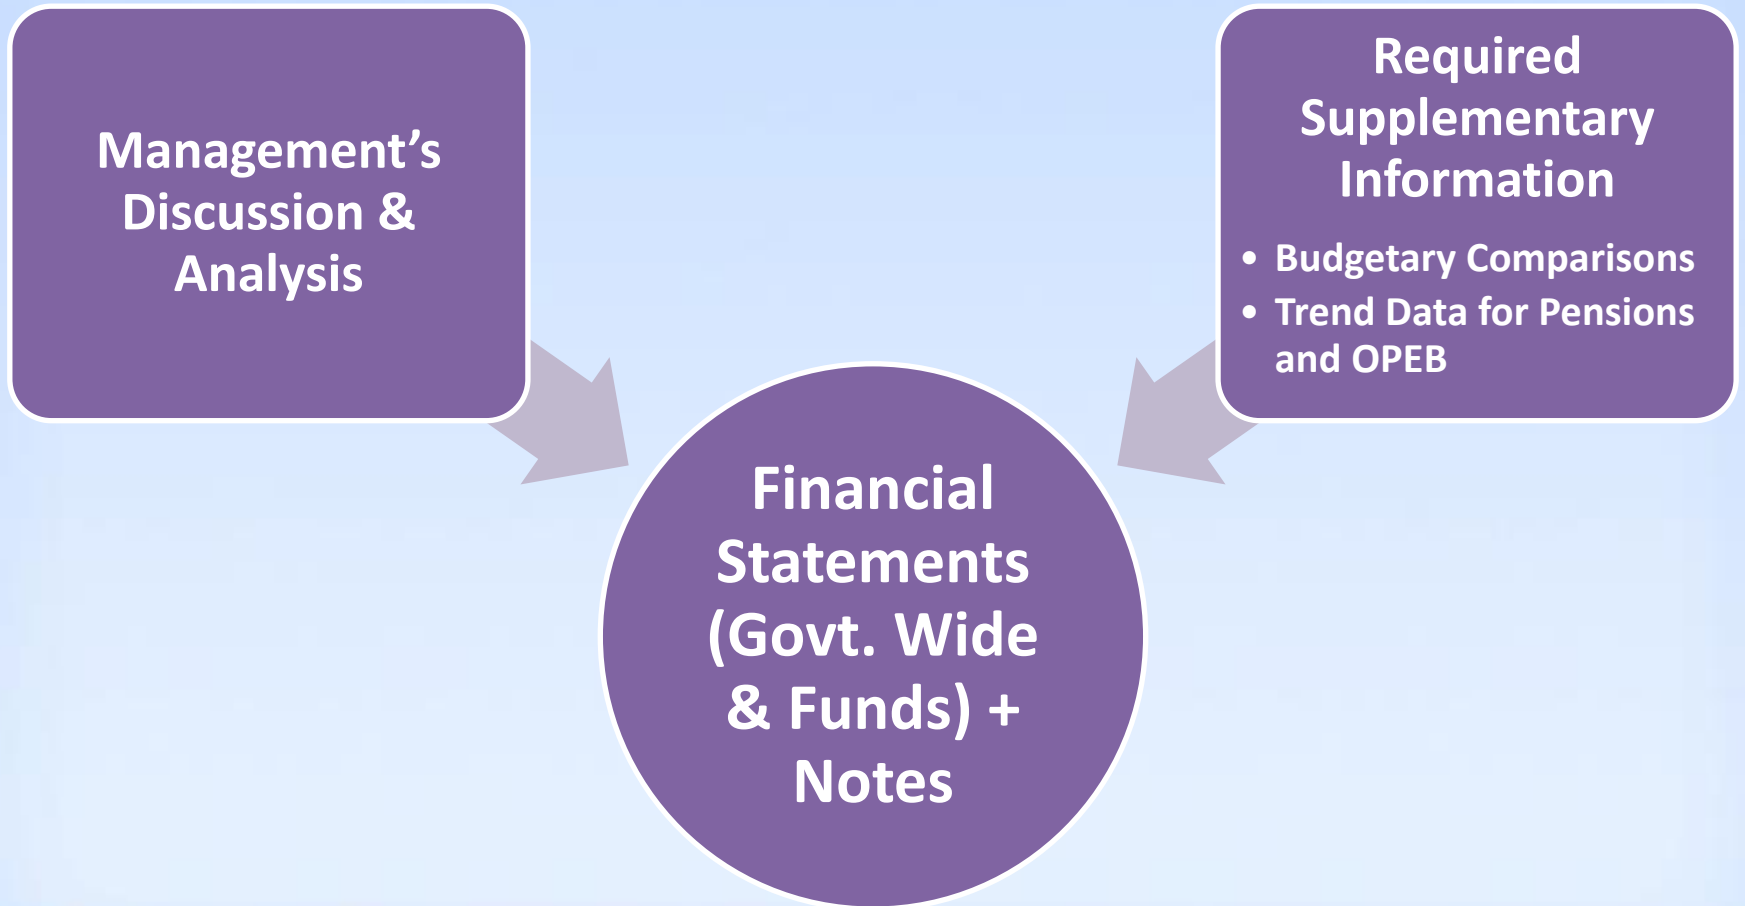 Management’s
Discussion &
Analysis
Required
Supplementary
Information
• Budgetary Comparisons
• Trend Data for Pensions
and OPEB
Financial
Statements
(Govt. Wide
& Funds) +
Notes